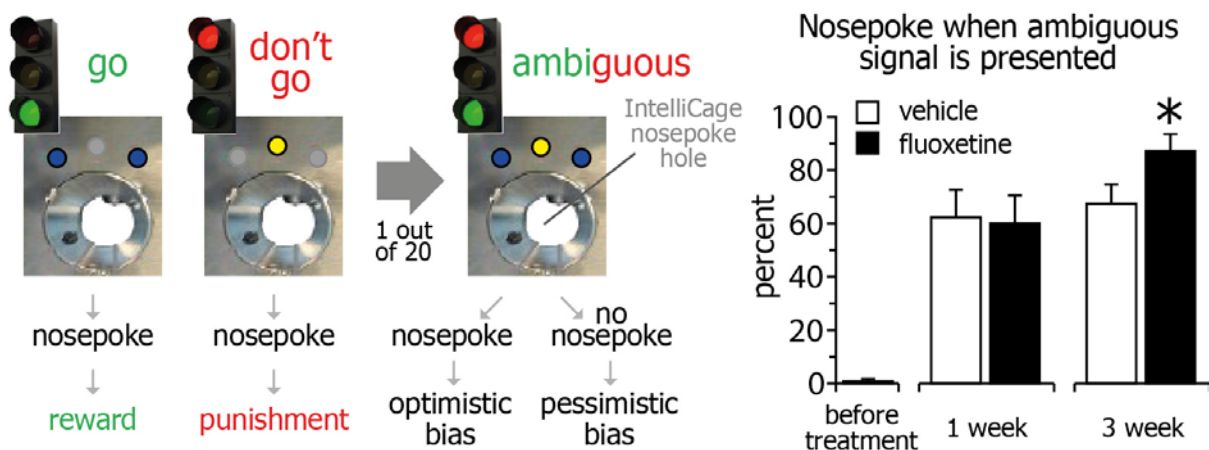 go
don't
go
ambiguous
IntelliCage
nosepoke
hole
1 out
of 20
nosepoke
reward
nosepoke
punishment
nosepoke
optimistic
bias
no
nosepoke
pessimistic
bias
Nosepoke when ambiguous
signal is presented
vehicle
fluoxetine
*
percent
100
80
60
40
20
0
before
treatment
1 week
3 week